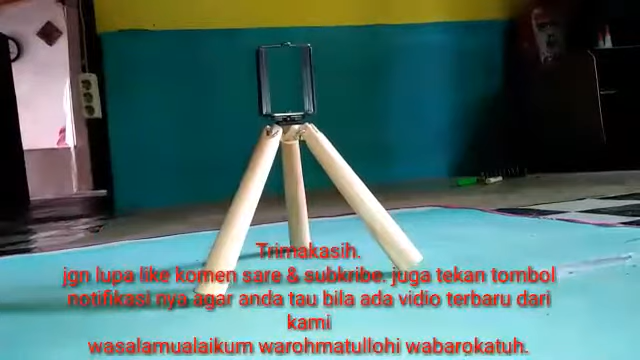 Trimakasih.
jgn lupa like komen sare & subkribe. juga tekan tombol
notifikasi nya agar anda tau bila ada vidio terbaru dari
kami
wasalamualaikum warohmatullohi wabarokatuh.